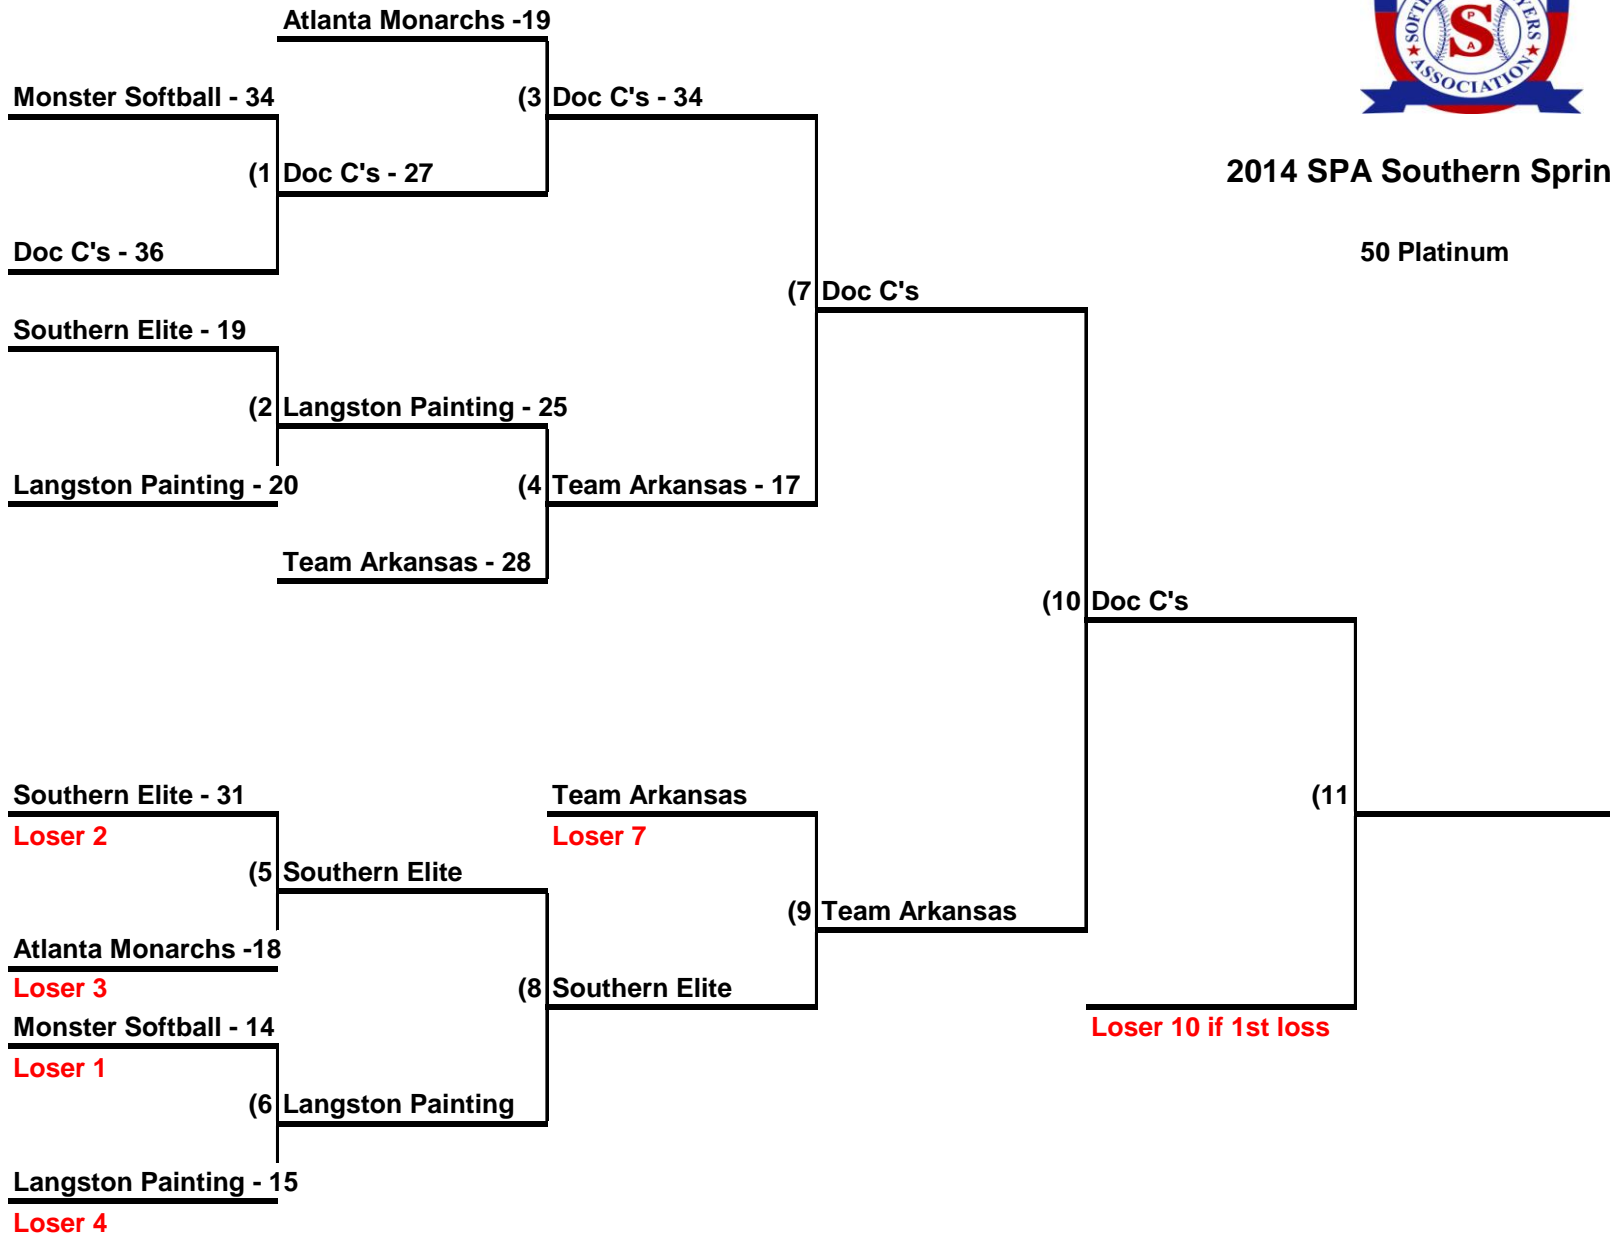 Atlanta Monarchs -19
Monster Softball - 34
(3 Doc C's - 34
(1 Doc C's - 27
Doc C's - 36
P
S
A
ASSOCIATION
2014 SPA Southern Sprin
50 Platinum
(7 Doc C's
Southern Elite - 19
(2 Langston Painting - 25
Langston Painting - 20
(4 Team Arkansas - 17
Team Arkansas - 28
(10 Doc C's
Southern Elite - 31
Loser 2
Team Arkansas
Loser 7
(11
(5 Southern Elite
(9 Team Arkansas
Atlanta Monarchs -18
Loser 3
(8 Southern Elite
Monster Softball - 14
Loser 1
Loser 10 if 1st loss
(6 Langston Painting
Langston Painting - 15
Loser 4